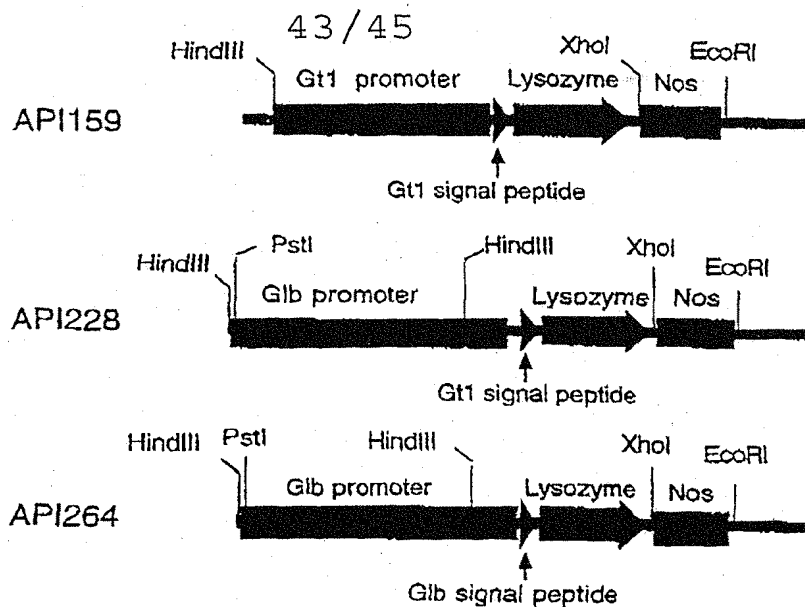 43/45
HindIII
Gt1 promoter
Lysozyme
XhoI
Nos
EcoRI
API159
Gt1 signal peptide
HindIII
PstI
Glb promoter
HindIII
Lysozyme
XhoI
Nos
EcoRI
API228
Gt1 signal peptide
HindIII
PstI
Glb promoter
HindIII
Lysozyme
XhoI
Nos
EcoRI
API264
Glb signal peptide